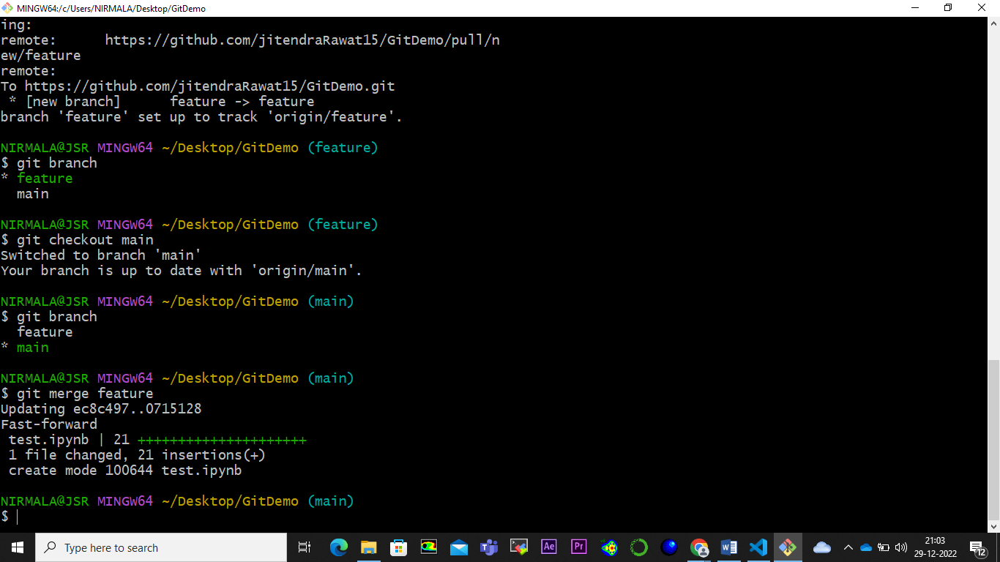 MINGW64:/c/Users/NIRMALA/Desktop/GitDemo
ing:
remote:      https://github.com/jitendraRawat15/GitDemo/pull/n
ew/feature
remote:
To https://github.com/jitendraRawat15/GitDemo.git
 * [new branch]      feature -> feature
branch 'feature' set up to track 'origin/feature'.
NIRMALA@JSR MINGW64 ~/Desktop/GitDemo (feature)
$ git branch
* feature
  main
NIRMALA@JSR MINGW64 ~/Desktop/GitDemo (feature)
$ git checkout main
Switched to branch 'main'
Your branch is up to date with 'origin/main'.
NIRMALA@JSR MINGW64 ~/Desktop/GitDemo (main)
$ git branch
  feature
* main
NIRMALA@JSR MINGW64 ~/Desktop/GitDemo (main)
$ git merge feature
Updating ec8c497..0715128
Fast-forward
 test.ipynb | 21 +++++++++++++++++++++
 1 file changed, 21 insertions(+)
 create mode 100644 test.ipynb
NIRMALA@JSR MINGW64 ~/Desktop/GitDemo (main)
$
Type here to search
Ae
Pr
21:03
29-12-2022
12